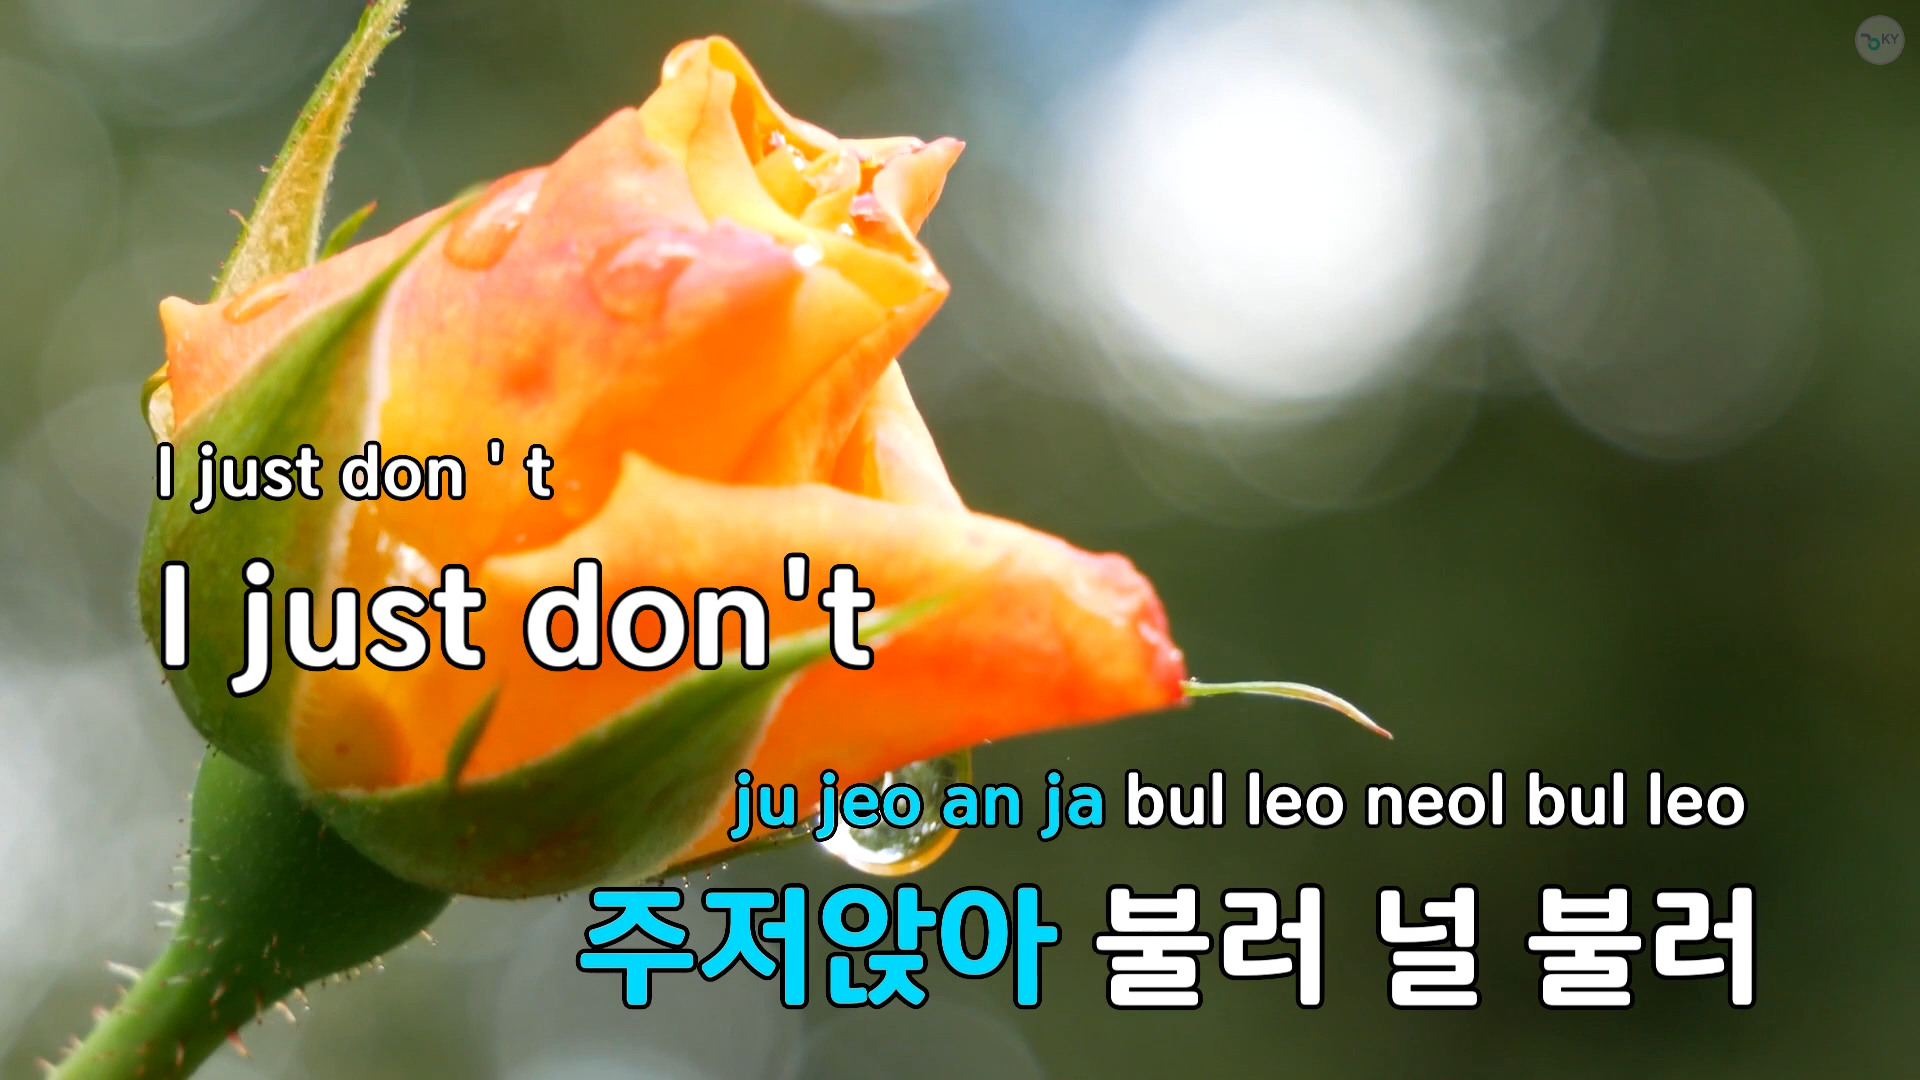 KY
I just don ' t
I just don't
ju jeo an ja bul leo neol bul leo
주저앉아 불러 널 불러